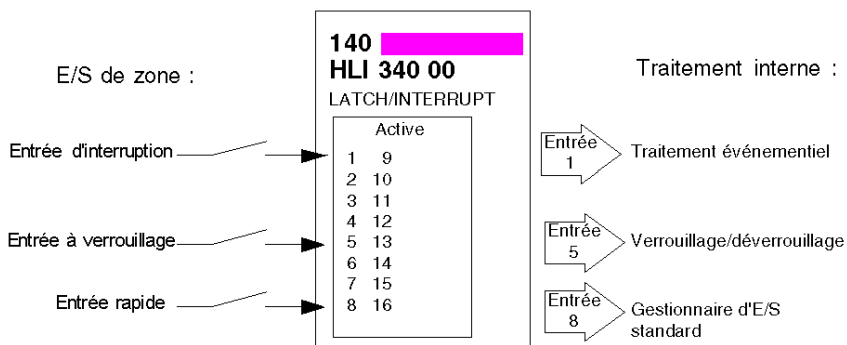 140
HLI 340 00
LATCH/INTERRUPT
E/S de zone :
Traitement interne :
Active
Entrée d'interruption
1 9
2 10
3 11
4 12
5 13
6 14
7 15
8 16
Entrée à verrouillage
Entrée rapide
Entrée
1
Traitement événementiel
Entrée
5
Verrouillage/déverrouillage
Entrée
8
Gestionnaire d'E/S
standard